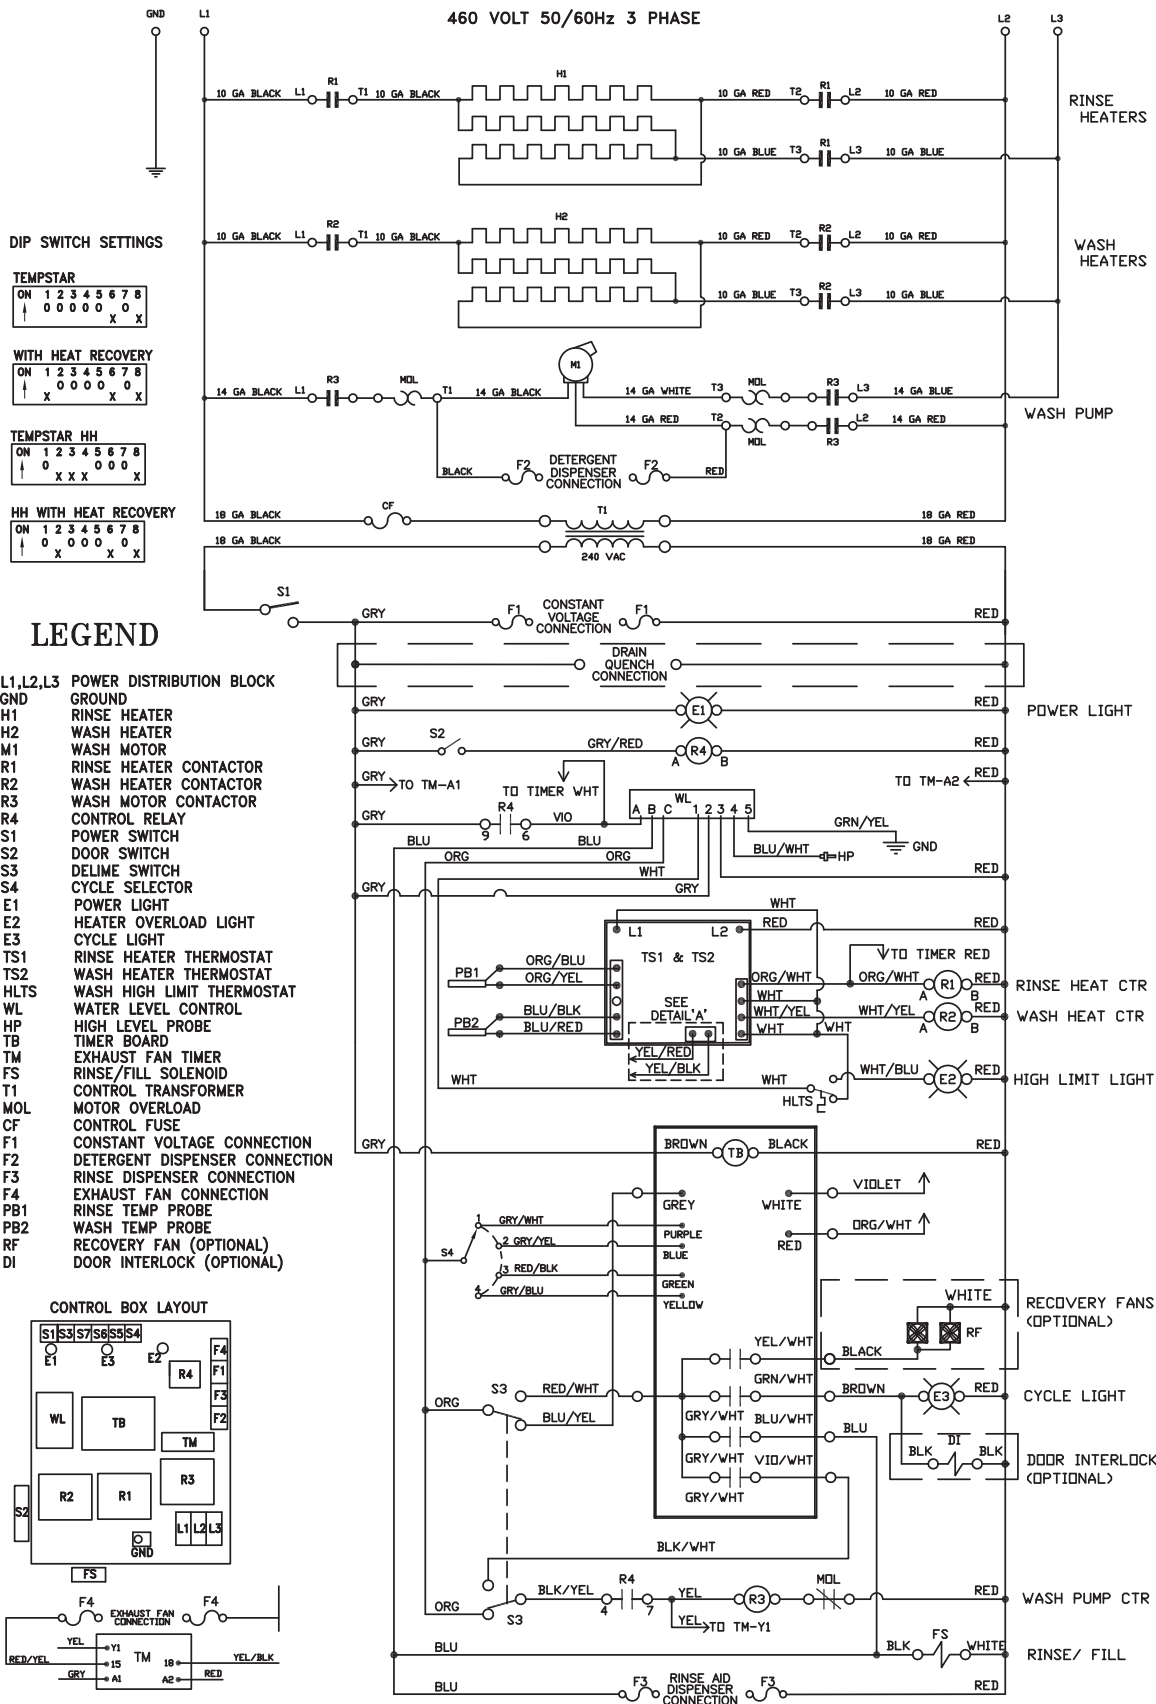 460 VOLT 50/60Hz 3 PHASE
GND L1 L2 L3
10 GA BLACK L1 R1 T1 10 GA BLACK H1 10 GA RED T2 R1 L2 10 GA RED
RINSE
HEATERS
10 GA BLUE T3 R1 L3 10 GA BLUE
10 GA BLACK L1 R2 T1 10 GA BLACK H2 10 GA RED T2 R2 L2 10 GA RED
WASH
HEATERS
10 GA BLUE T3 R2 L3 10 GA BLUE
DIP SWITCH SETTINGS
TEMPSTAR
ON 1 2 3 4 5 6 7 8
0 0 0 0 0 0
X X
WITH HEAT RECOVERY
ON 1 2 3 4 5 6 7 8
0 0 0 0 0
X X X
TEMPSTAR HH
ON 1 2 3 4 5 6 7 8
0 0 0 0
X X X X
HH WITH HEAT RECOVERY
ON 1 2 3 4 5 6 7 8
0 0 0 0 0
X X X
M1
14 GA BLACK L1 R3 MOL T1 14 GA BLACK 14 GA WHITE T3 MOL R3 L3 14 GA BLUE
WASH PUMP
14 GA RED T2 MOL R3 L2 14 GA RED
BLACK F2 DETERGENT
DISPENSER
CONNECTION F2 RED
18 GA BLACK CF T1 18 GA RED
18 GA BLACK 240 VAC 18 GA RED
S1
GRY F1 CONSTANT
VOLTAGE
CONNECTION F1 RED
DRAIN
QUENCH
CONNECTION
GRY E1 RED POWER LIGHT
GRY S2 GRY/RED A R4 B RED
GRY TO TM-A1 TO TIMER WHT TO TM-A2 RED
GRY 9 R4 6 VIO
WL
A B C 1 2 3 4 5
GRN/YEL GND
BLU BLU BLU/WHT HP
ORG ORG
WHT RED
GRY GRY
WHT
L1 L2 RED RED
TS1 & TS2
TO TIMER RED
PB1 ORG/BLU
ORG/YEL
ORG/WHT ORG/WHT A R1 B RED RINSE HEAT CTR
WHT
PB2 BLU/BLK
BLU/RED
SEE
DETAIL'A'
WHT/YEL WHT/YEL A R2 B RED WASH HEAT CTR
WHT WHT
YEL/RED
YEL/BLK
WHT WHT HLTS WHT/BLU E2 RED HIGH LIMIT LIGHT
GRY BROWN TB BLACK RED
GREY WHITE VIOLET
RED ORG/WHT
S4
1 GRY/WHT PURPLE
2 GRY/YEL BLUE
3 RED/BLK GREEN
4 GRY/BLU YELLOW
WHITE
RF
RECOVERY FANS
(OPTIONAL)
YEL/WHT BLACK
ORG S3 RED/WHT GRN/WHT BROWN E3 RED CYCLE LIGHT
BLU/YEL GRY/WHT BLU/WHT BLU
BLK DI BLK
DOOR INTERLOCK
(OPTIONAL)
GRY/WHT VIO/WHT
GRY/WHT
BLK/WHT
ORG S3 BLK/YEL 4 R4 7 YEL R3 MOL RED WASH PUMP CTR
YEL TO TM-Y1
BLU BLK FS WHITE RINSE/ FILL
BLU F3 RINSE AID
DISPENSER
CONNECTION F3 RED
LEGEND
L1,L2,L3 POWER DISTRIBUTION BLOCK
GND GROUND
H1 RINSE HEATER
H2 WASH HEATER
M1 WASH MOTOR
R1 RINSE HEATER CONTACTOR
R2 WASH HEATER CONTACTOR
R3 WASH MOTOR CONTACTOR
R4 CONTROL RELAY
S1 POWER SWITCH
S2 DOOR SWITCH
S3 DELIME SWITCH
S4 CYCLE SELECTOR
E1 POWER LIGHT
E2 HEATER OVERLOAD LIGHT
E3 CYCLE LIGHT
TS1 RINSE HEATER THERMOSTAT
TS2 WASH HEATER THERMOSTAT
HLTS WASH HIGH LIMIT THERMOSTAT
WL WATER LEVEL CONTROL
HP HIGH LEVEL PROBE
TB TIMER BOARD
TM EXHAUST FAN TIMER
FS RINSE/FILL SOLENOID
T1 CONTROL TRANSFORMER
MOL MOTOR OVERLOAD
CF CONTROL FUSE
F1 CONSTANT VOLTAGE CONNECTION
F2 DETERGENT DISPENSER CONNECTION
F3 RINSE DISPENSER CONNECTION
F4 EXHAUST FAN CONNECTION
PB1 RINSE TEMP PROBE
PB2 WASH TEMP PROBE
RF RECOVERY FAN (OPTIONAL)
DI DOOR INTERLOCK (OPTIONAL)
CONTROL BOX LAYOUT
S1 S3 S7 S6 S5 S4
E1 E3 E2 F4
R4 F1
F3
WL TB F2
TM
R2 R1 R3
S2
L1 L2 L3
GND
FS
F4 EXHAUST FAN
CONNECTION F4
YEL Y1 TM
RED/YEL 15 18 YEL/BLK
GRY A1 A2 RED